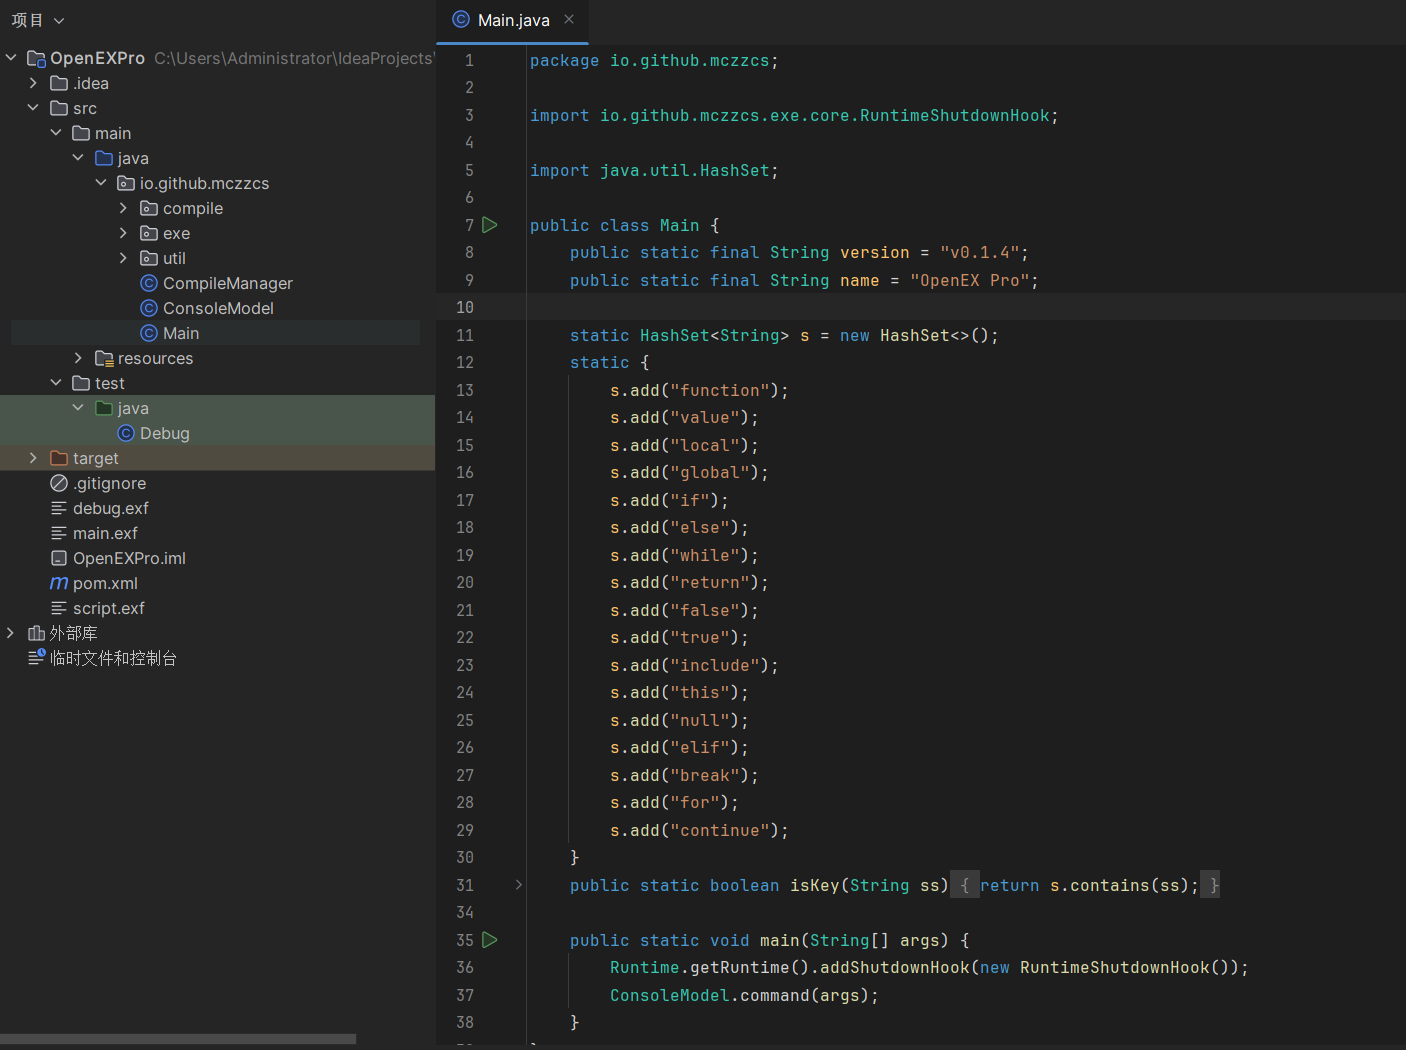 项目
OpenEXPro C:\Users\Administrator\IdeaProjects\
.idea
src
main
java
io.github.mczzcs
compile
exe
util
CompileManager
ConsoleModel
Main
resources
test
java
Debug
target
.gitignore
debug.exf
main.exf
OpenEXPro.iml
pom.xml
script.exf
外部库
临时文件和控制台
Main.java
1 package io.github.mczzcs;
2
3 import io.github.mczzcs.exe.core.RuntimeShutdownHook;
4
5 import java.util.HashSet;
6
7 public class Main {
8 public static final String version = "v0.1.4";
9 public static final String name = "OpenEX Pro";
10
11 static HashSet<String> s = new HashSet<>();
12 static {
13 s.add("function");
14 s.add("value");
15 s.add("local");
16 s.add("global");
17 s.add("if");
18 s.add("else");
19 s.add("while");
20 s.add("return");
21 s.add("false");
22 s.add("true");
23 s.add("include");
24 s.add("this");
25 s.add("null");
26 s.add("elif");
27 s.add("break");
28 s.add("for");
29 s.add("continue");
30 }
31 public static boolean isKey(String ss) { return s.contains(ss); }
34
35 public static void main(String[] args) {
36 Runtime.getRuntime().addShutdownHook(new RuntimeShutdownHook());
37 ConsoleModel.command(args);
38 }